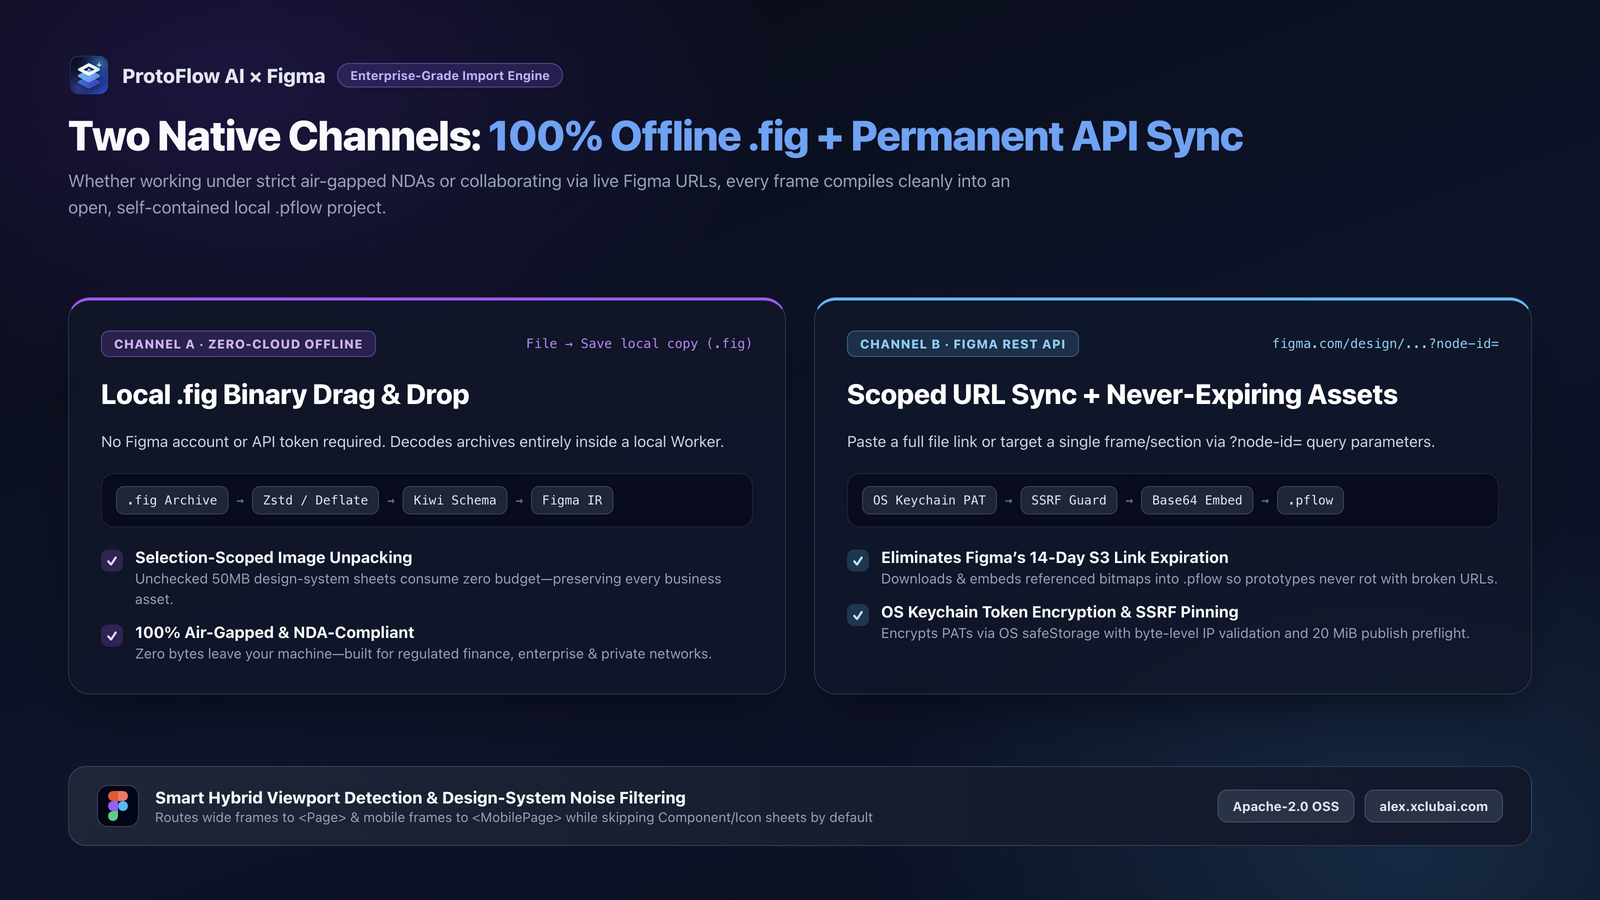 ProtoFlow AI × Figma
Enterprise-Grade Import Engine
Two Native Channels: 100% Offline .fig + Permanent API Sync
Whether working under strict air-gapped NDAs or collaborating via live Figma URLs, every frame compiles cleanly into an
open, self-contained local .pflow project.
CHANNEL A · ZERO-CLOUD OFFLINE
File → Save local copy (.fig)
Local .fig Binary Drag & Drop
No Figma account or API token required. Decodes archives entirely inside a local Worker.
.fig Archive → Zstd / Deflate → Kiwi Schema → Figma IR
Selection-Scoped Image Unpacking
Unchecked 50MB design-system sheets consume zero budget—preserving every business
asset.
100% Air-Gapped & NDA-Compliant
Zero bytes leave your machine—built for regulated finance, enterprise & private networks.
CHANNEL B · FIGMA REST API
figma.com/design/...?node-id=
Scoped URL Sync + Never-Expiring Assets
Paste a full file link or target a single frame/section via ?node-id= query parameters.
OS Keychain PAT → SSRF Guard → Base64 Embed → .pflow
Eliminates Figma’s 14-Day S3 Link Expiration
Downloads & embeds referenced bitmaps into .pflow so prototypes never rot with broken URLs.
OS Keychain Token Encryption & SSRF Pinning
Encrypts PATs via OS safeStorage with byte-level IP validation and 20 MiB publish preflight.
Smart Hybrid Viewport Detection & Design-System Noise Filtering
Routes wide frames to <Page> & mobile frames to <MobilePage> while skipping Component/Icon sheets by default
Apache-2.0 OSS
alex.xclubai.com